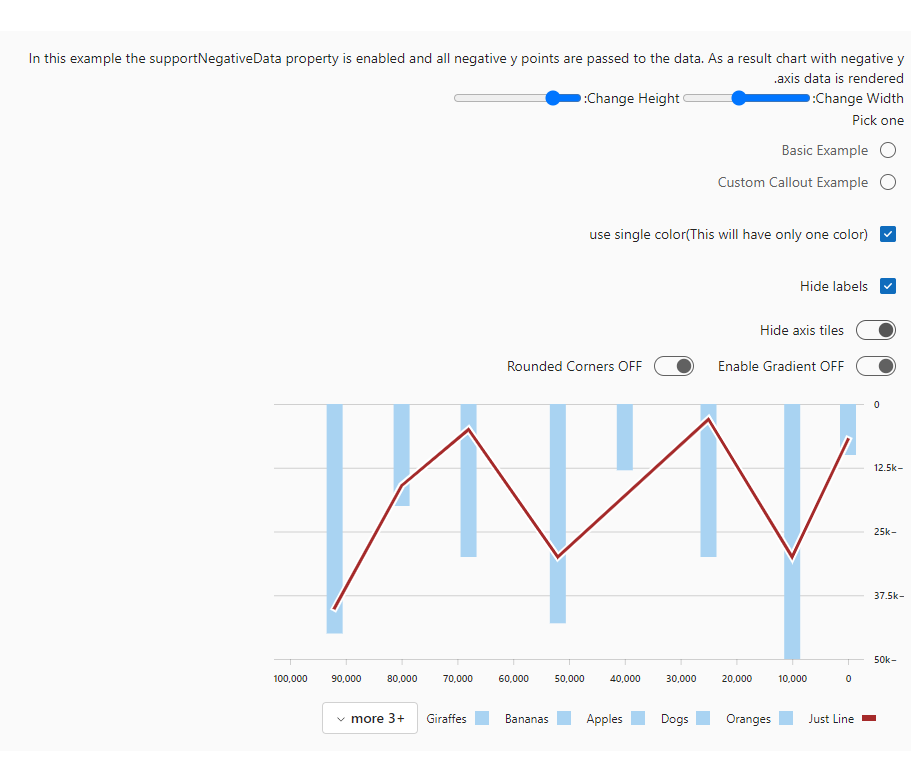 In this example the supportNegativeData property is enabled and all negative y points are passed to the data. As a result chart with negative y
.axis data is rendered
:Change Width
:Change Height
Pick one
Basic Example
Custom Callout Example
use single color(This will have only one color)
Hide labels
Hide axis tiles
Enable Gradient OFF
Rounded Corners OFF
0
12.5k−
25k−
37.5k−
50k−
100,000 90,000 80,000 70,000 60,000 50,000 40,000 30,000 20,000 10,000 0
more 3+ Giraffes Bananas Apples Dogs Oranges Just Line